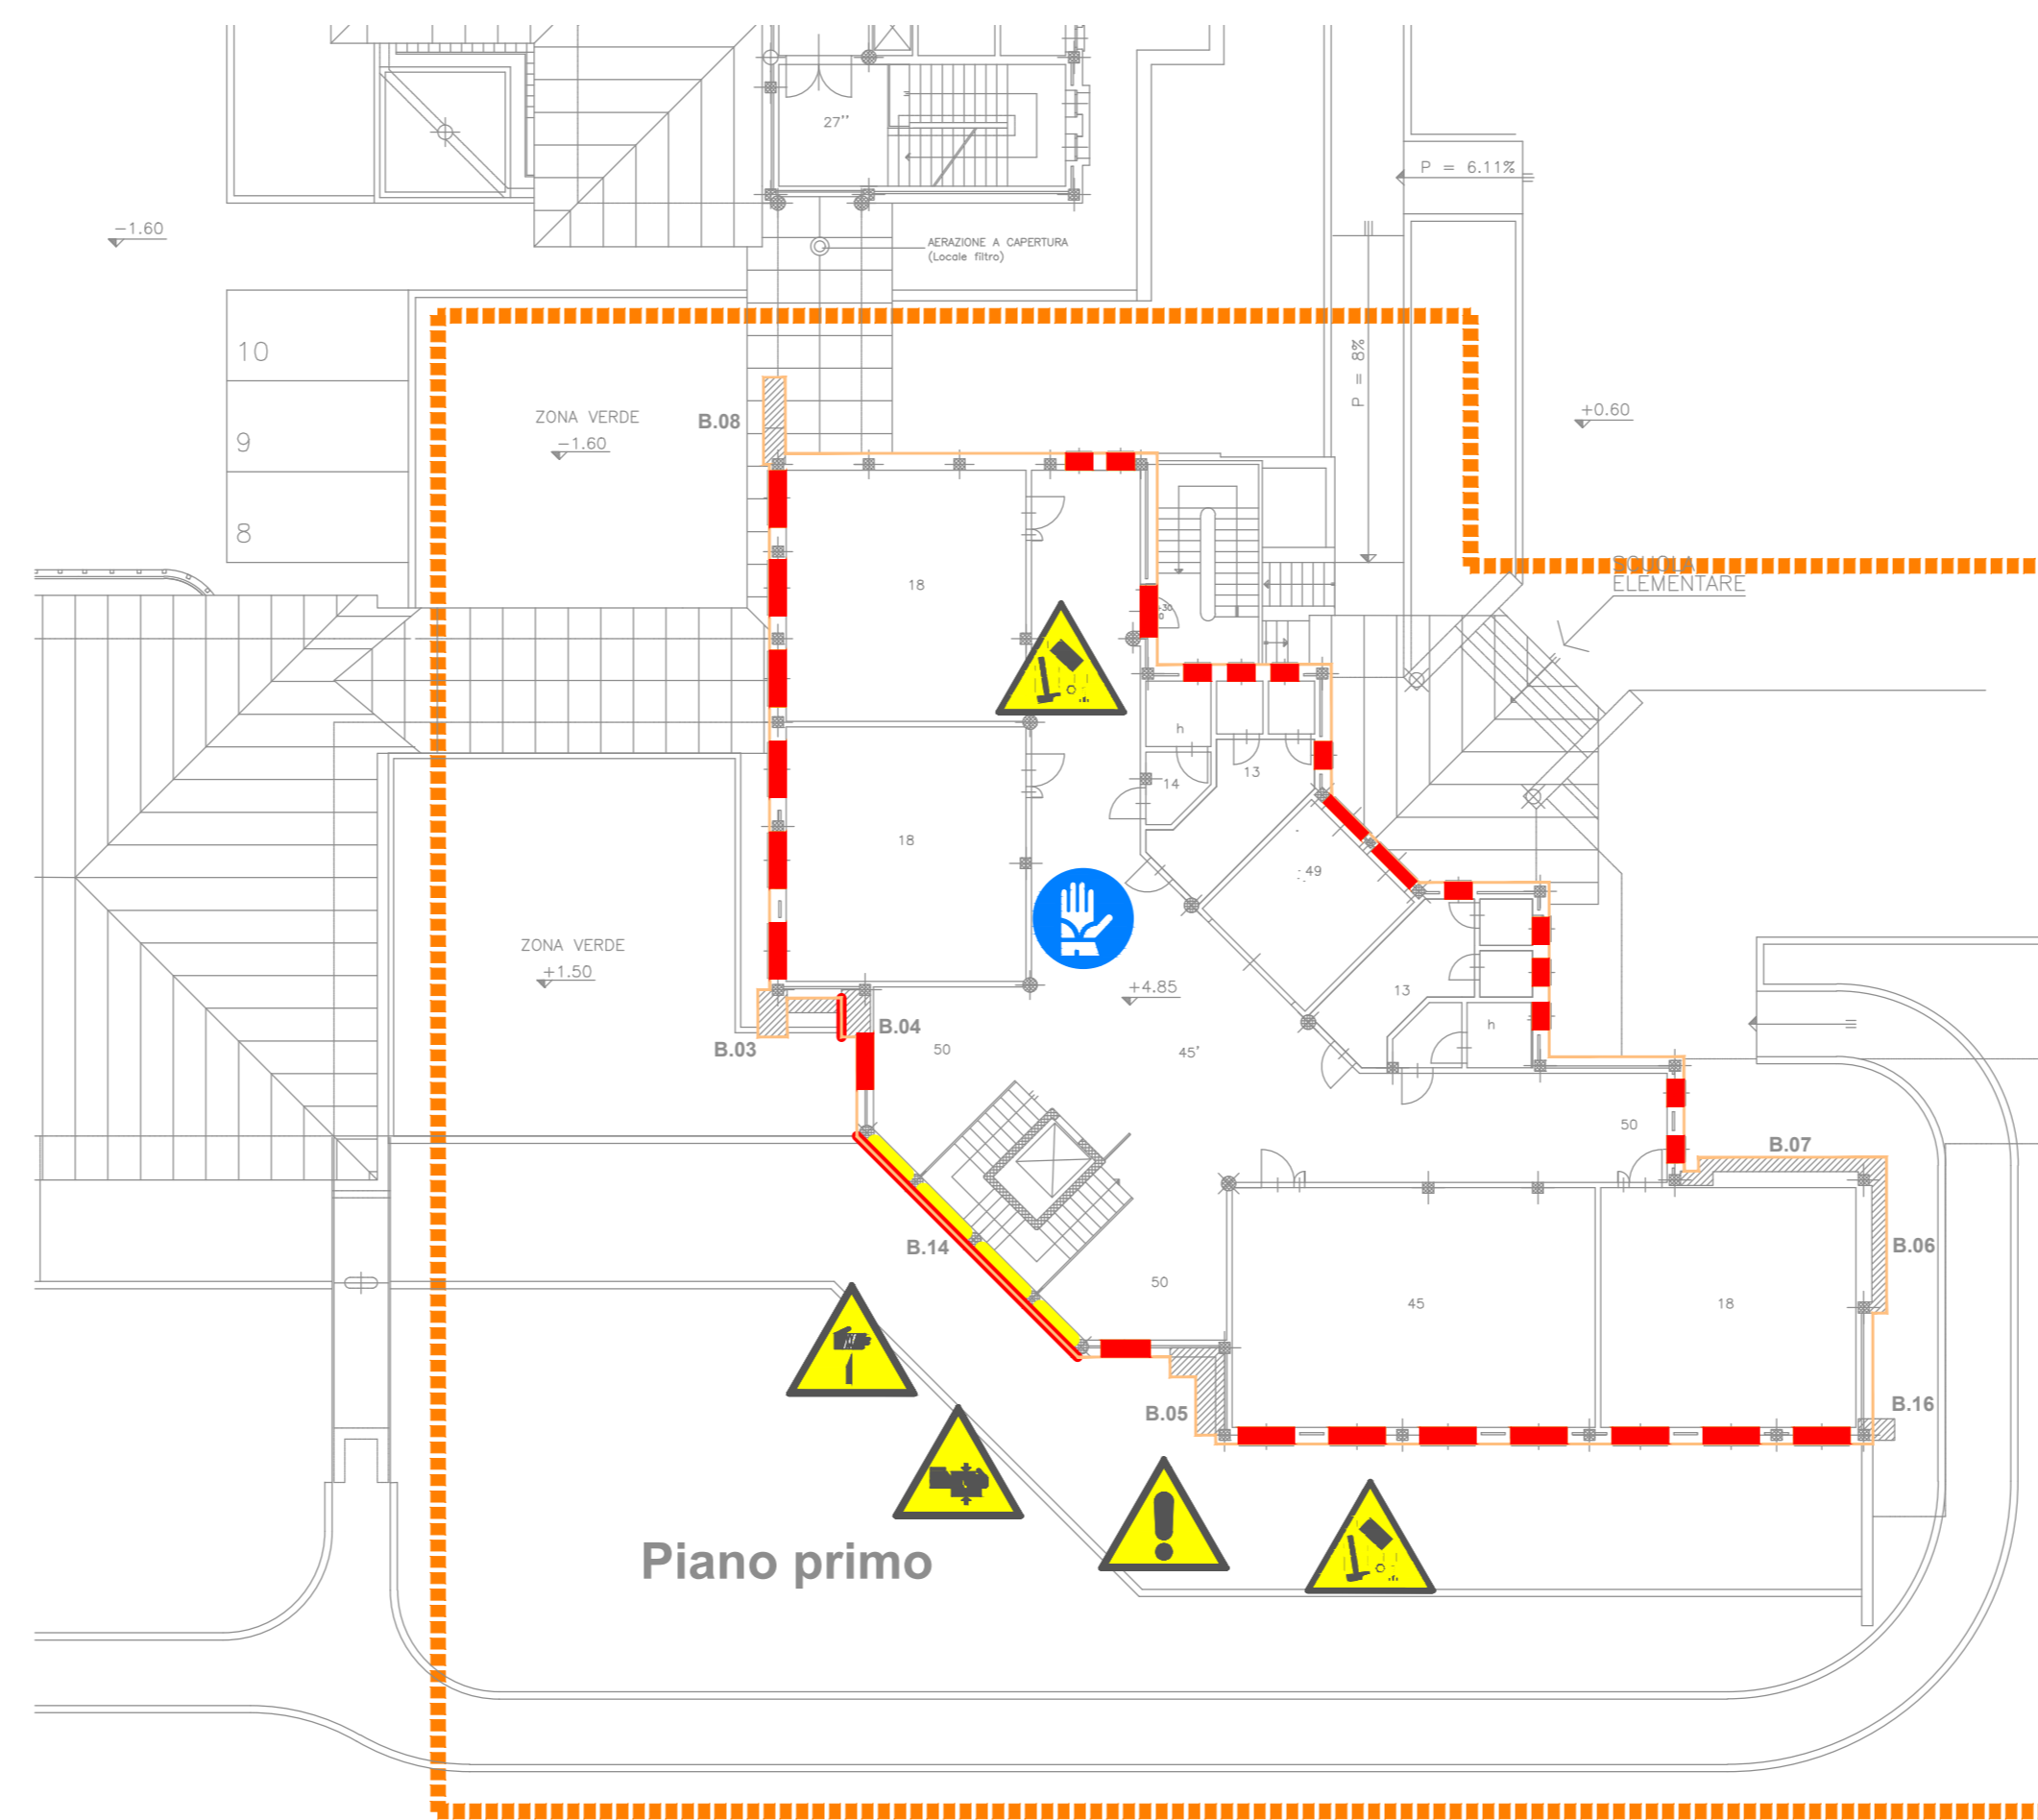 27''
P = 6.11%
-1.60
AERAZIONE A CAPERTURA
(Locale filtro)
10
P = 8%
ZONA VERDE
-1.60
B.08
+0.60
9
8
SCUOLA
ELEMENTARE
18
+30
h
13
14
18
49
ZONA VERDE
+1.50
+4.85
13
h
B.04
B.03
50
45'
50
B.07
B.14
B.06
50
45
18
B.05
B.16
Piano primo